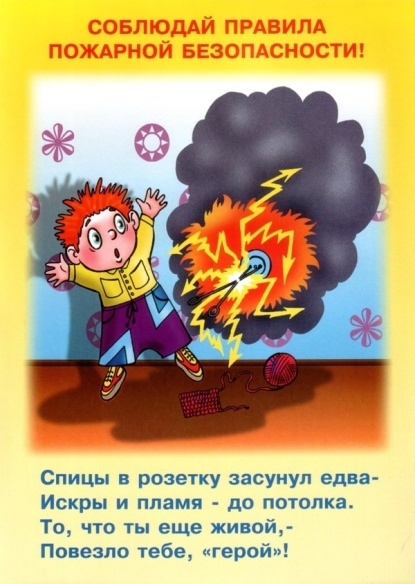 СОБЛЮДАЙ ПРАВИЛА
ПОЖАРНОЙ БЕЗОПАСНОСТИ!
Спицы в розетку засунул едва-
Искры и пламя - до потолка.
То, что ты еще живой,-
Повезло тебе, «герой»!